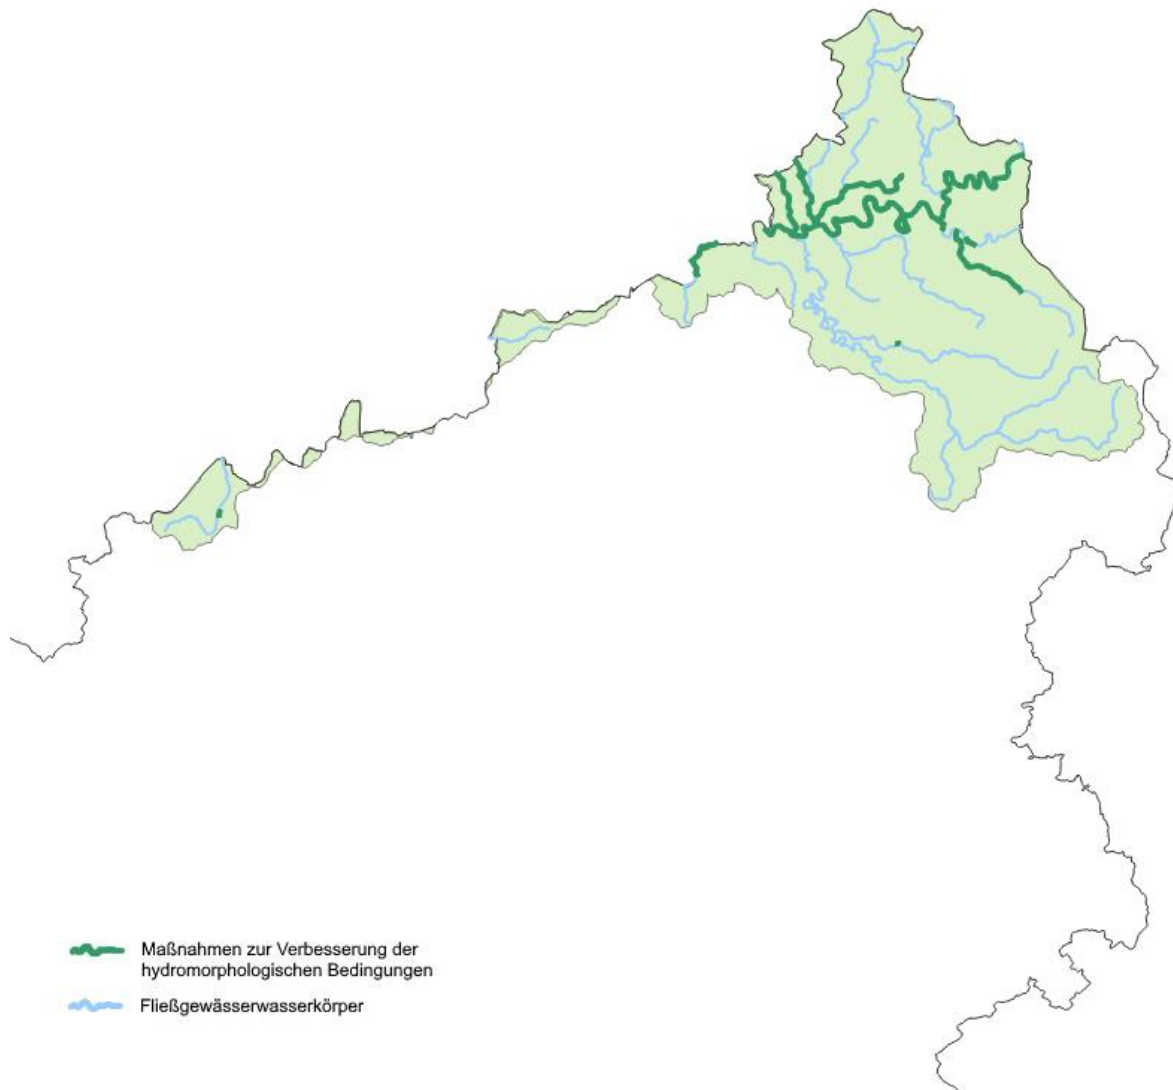 Maßnahmen zur Verbesserung der
hydromorphologischen Bedingungen
Fließgewässerwasserkörper